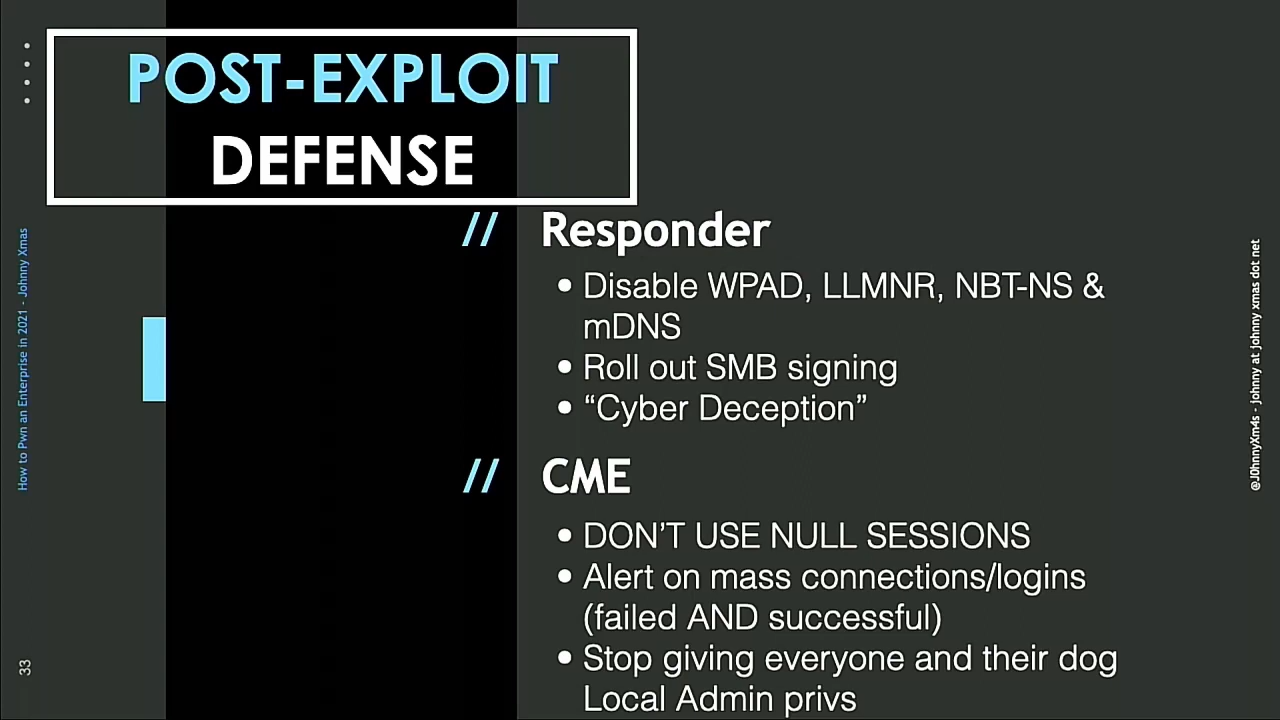 POST-EXPLOIT
DEFENSE
// Responder
• Disable WPAD, LLMNR, NBT-NS &
mDNS
• Roll out SMB signing
• “Cyber Deception”
// CME
• DON’T USE NULL SESSIONS
• Alert on mass connections/logins
(failed AND successful)
• Stop giving everyone and their dog
Local Admin privs
How to Pwn an Enterprise in 2021 - Johnny Xmas
33
@J0hnnyXm4s - johnny at johnny xmas dot net